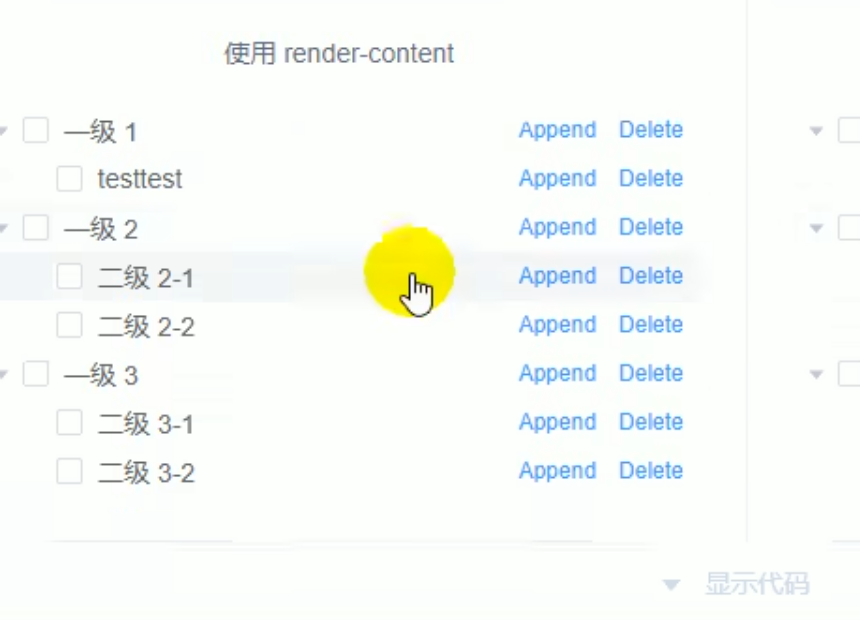 使用 render-content
一级 1 Append Delete
testtest Append Delete
一级 2 Append Delete
二级 2-1 Append Delete
二级 2-2 Append Delete
一级 3 Append Delete
二级 3-1 Append Delete
二级 3-2 Append Delete
显示代码